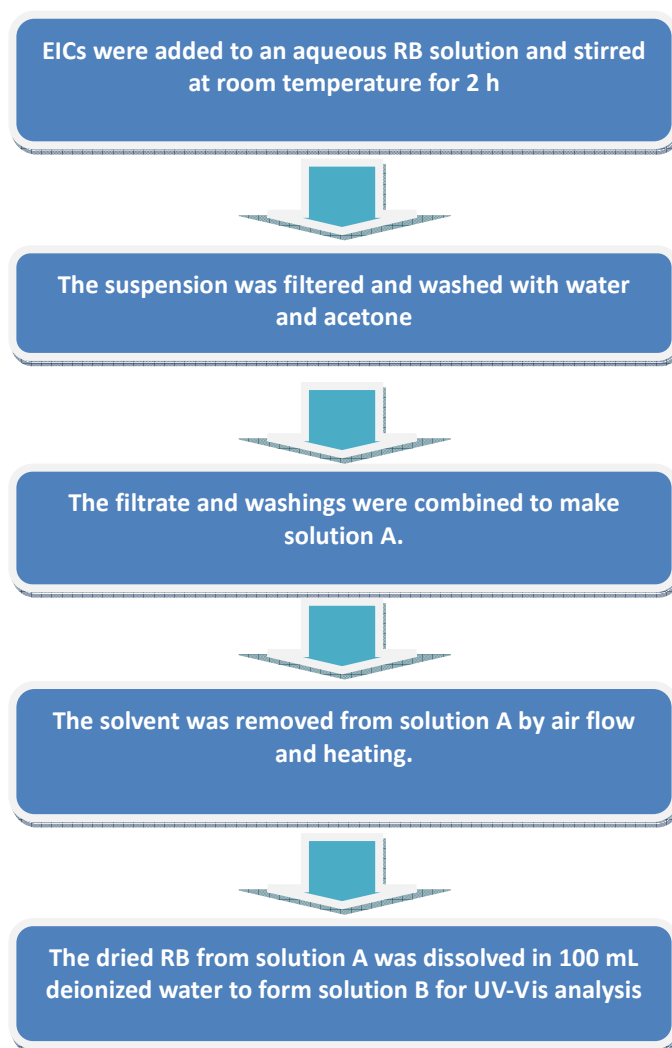 EICs were added to an aqueous RB solution and stirred
at room temperature for 2 h
The suspension was filtered and washed with water
and acetone
The filtrate and washings were combined to make
solution A.
The solvent was removed from solution A by air flow
and heating.
The dried RB from solution A was dissolved in 100 mL
deionized water to form solution B for UV-Vis analysis